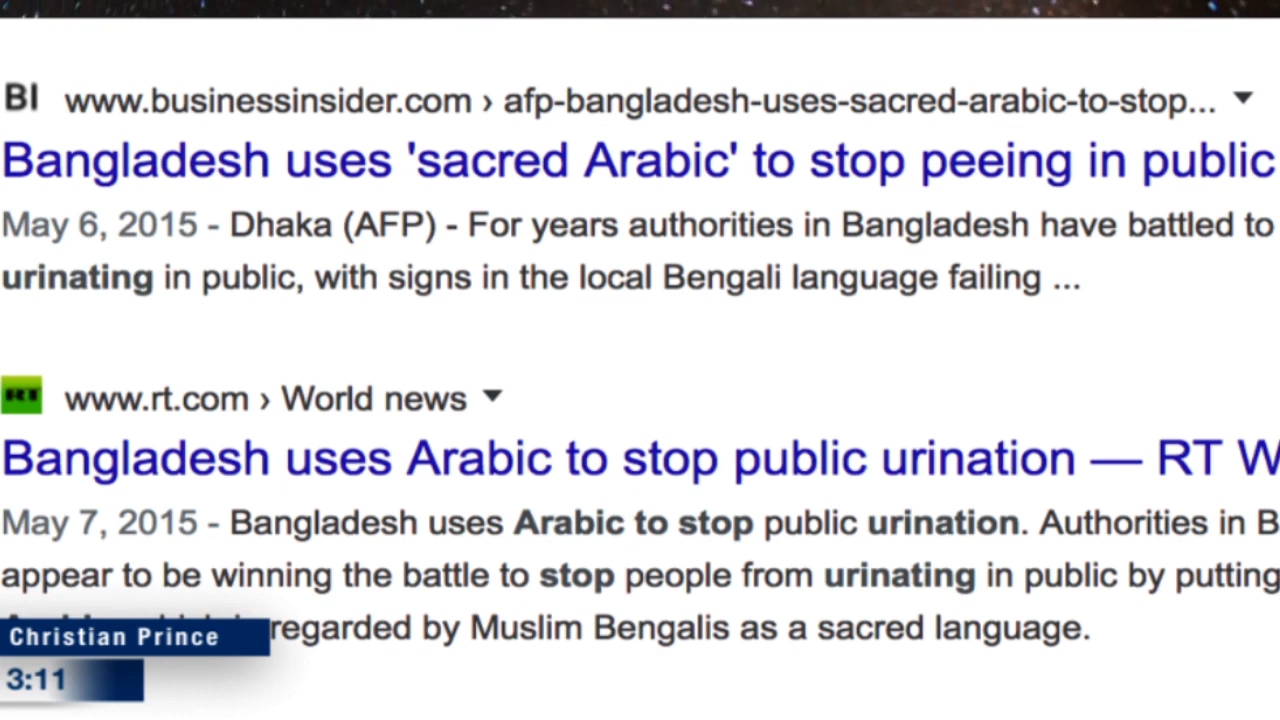 BI www.businessinsider.com › afp-bangladesh-uses-sacred-arabic-to-stop...
Bangladesh uses 'sacred Arabic' to stop peeing in public
May 6, 2015 - Dhaka (AFP) - For years authorities in Bangladesh have battled to
urinating in public, with signs in the local Bengali language failing ...
RT www.rt.com › World news
Bangladesh uses Arabic to stop public urination — RT W
May 7, 2015 - Bangladesh uses Arabic to stop public urination. Authorities in B
appear to be winning the battle to stop people from urinating in public by putting
regarded by Muslim Bengalis as a sacred language.
Christian Prince
3:11